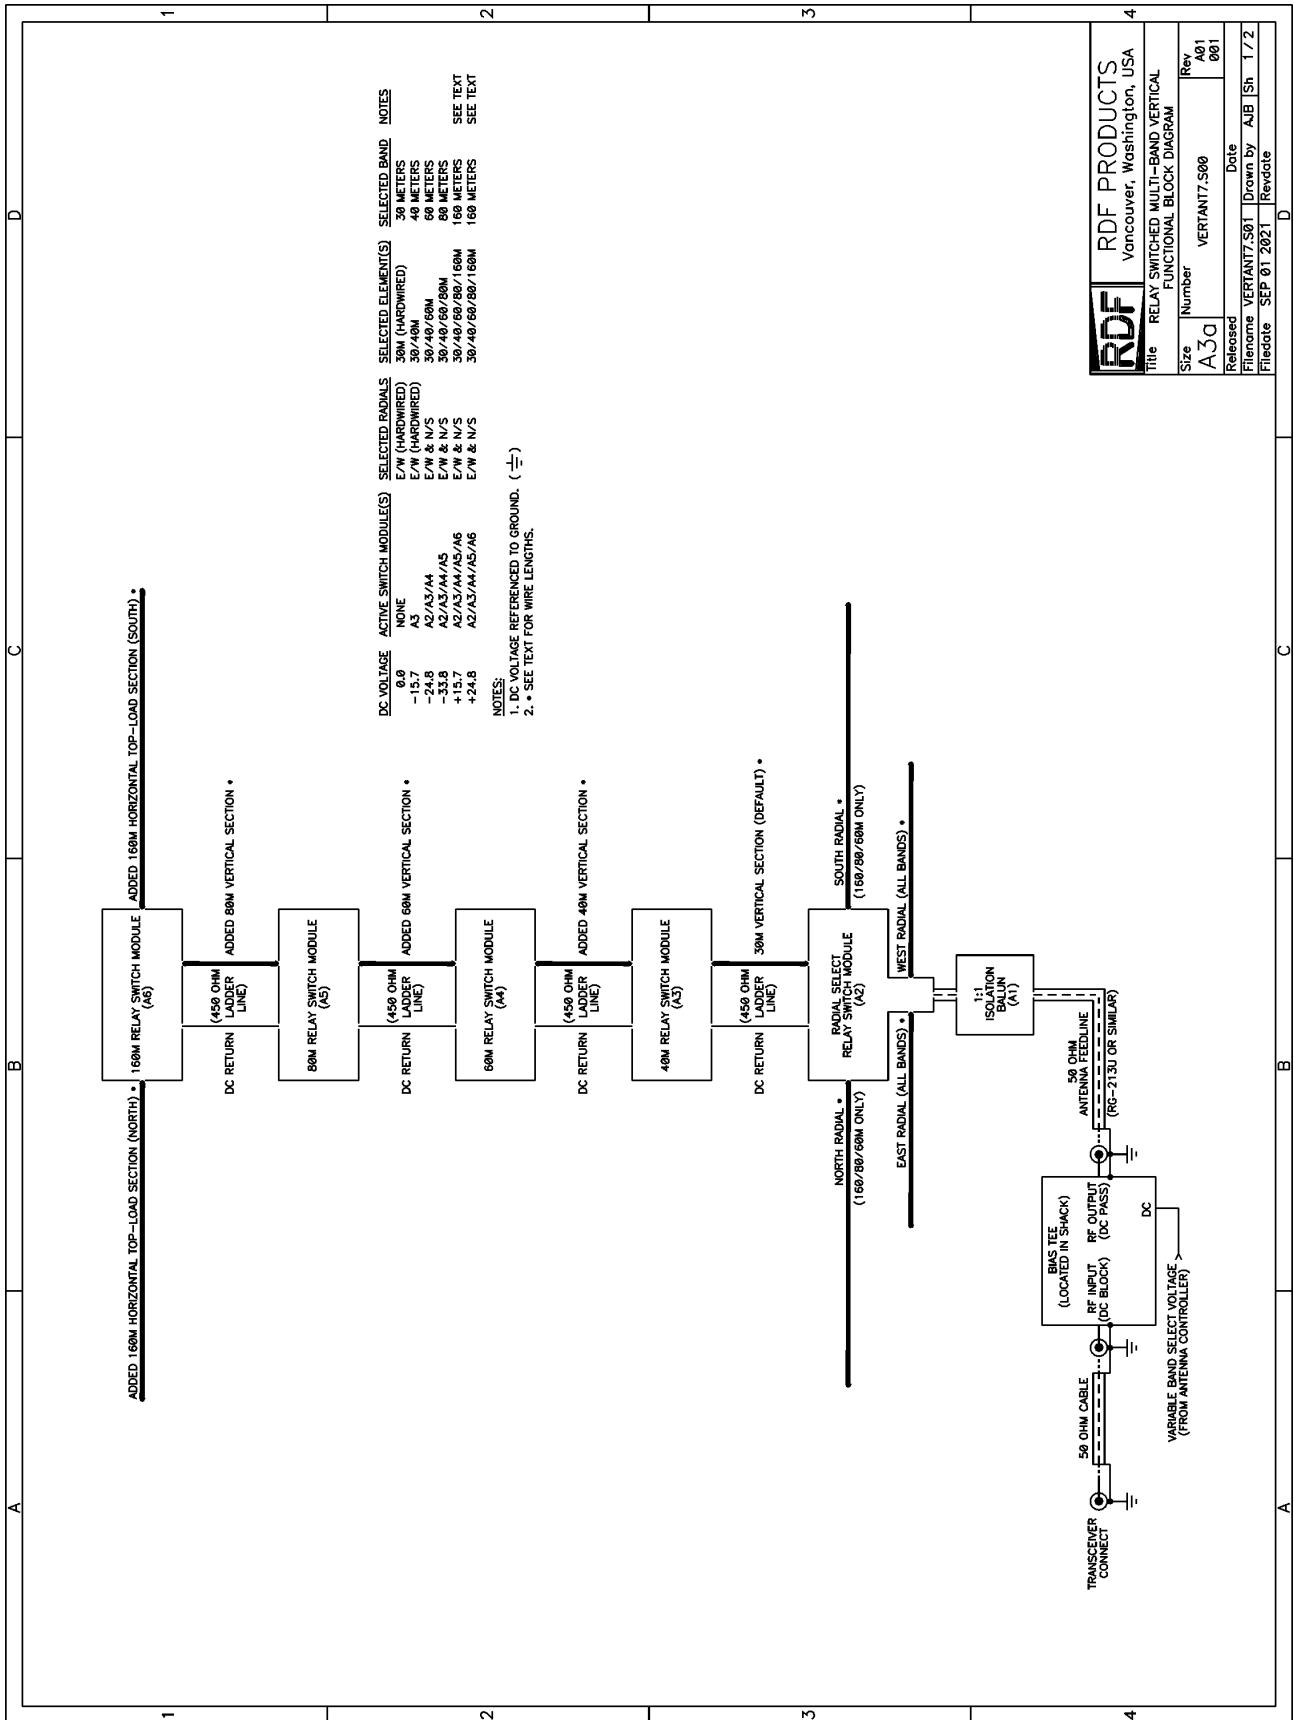 A
B
C
D
1
2
3
4
ADDED 160M HORIZONTAL TOP-LOAD SECTION (NORTH) *
160M RELAY SWITCH MODULE
(A6)
ADDED 160M HORIZONTAL TOP-LOAD SECTION (SOUTH) *
DC RETURN
(450 OHM
LADDER
LINE)
ADDED 80M VERTICAL SECTION *
80M RELAY SWITCH MODULE
(A5)
DC RETURN
(450 OHM
LADDER
LINE)
ADDED 60M VERTICAL SECTION *
60M RELAY SWITCH MODULE
(A4)
DC RETURN
(450 OHM
LADDER
LINE)
ADDED 40M VERTICAL SECTION *
40M RELAY SWITCH MODULE
(A3)
DC RETURN
(450 OHM
LADDER
LINE)
30M VERTICAL SECTION (DEFAULT) *
NORTH RADIAL *
(160/80/60M ONLY)
RADIAL SELECT
RELAY SWITCH MODULE
(A2)
SOUTH RADIAL *
(160/80/60M ONLY)
EAST RADIAL (ALL BANDS) *
WEST RADIAL (ALL BANDS) *
1:1
ISOLATION
BALUN
(A1)
50 OHM
ANTENNA FEEDLINE
(RG-213U OR SIMILAR)
BIAS TEE
(LOCATED IN SHACK)
RF INPUT
(DC BLOCK)
RF OUTPUT
(DC PASS)
DC
50 OHM CABLE
TRANSCEIVER
CONNECT
VARIABLE BAND SELECT VOLTAGE >
(FROM ANTENNA CONTROLLER)
DC VOLTAGE ACTIVE SWITCH MODULE(S) SELECTED RADIALS SELECTED ELEMENT(S) SELECTED BAND NOTES
0.0 NONE E/W (HARDWIRED) 30M (HARDWIRED) 30 METERS
-15.7 A3 E/W (HARDWIRED) 30/40M 40 METERS
-24.8 A2/A3/A4 E/W & N/S 30/40/60M 60 METERS
-33.8 A2/A3/A4/A5 E/W & N/S 30/40/60/80M 80 METERS
+15.7 A2/A3/A4/A5/A6 E/W & N/S 30/40/60/80/160M 160 METERS SEE TEXT
+24.8 A2/A3/A4/A5/A6 E/W & N/S 30/40/60/80/160M 160 METERS SEE TEXT
NOTES:
1. DC VOLTAGE REFERENCED TO GROUND. ( )
2. * SEE TEXT FOR WIRE LENGTHS.
RDF
RDF PRODUCTS
Vancouver, Washington, USA
Title RELAY SWITCHED MULTI-BAND VERTICAL
FUNCTIONAL BLOCK DIAGRAM
Size Number Rev
A3a VERTANT7.S00 A01
001
Released Date
Filename VERTANT7.S01 Drawn by AJB Sh 1/2
Filedate SEP 01 2021 Revdate
1
2
3
4
A
B
C
D